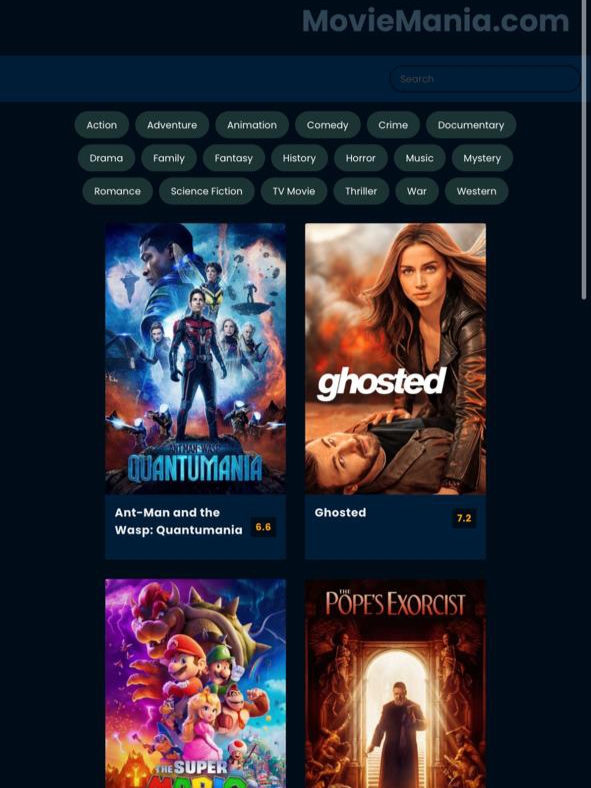 MovieMania.com
Search
Action Adventure Animation Comedy Crime Documentary
Drama Family Fantasy History Horror Music Mystery
Romance Science Fiction TV Movie Thriller War Western
ANT-MAN AND THE WASP
QUANTUMANIA
ghosted
Ant-Man and the
Wasp: Quantumania 6.6
Ghosted 7.2
THE SUPER
MARIO
THE
POPE'S EXORCIST